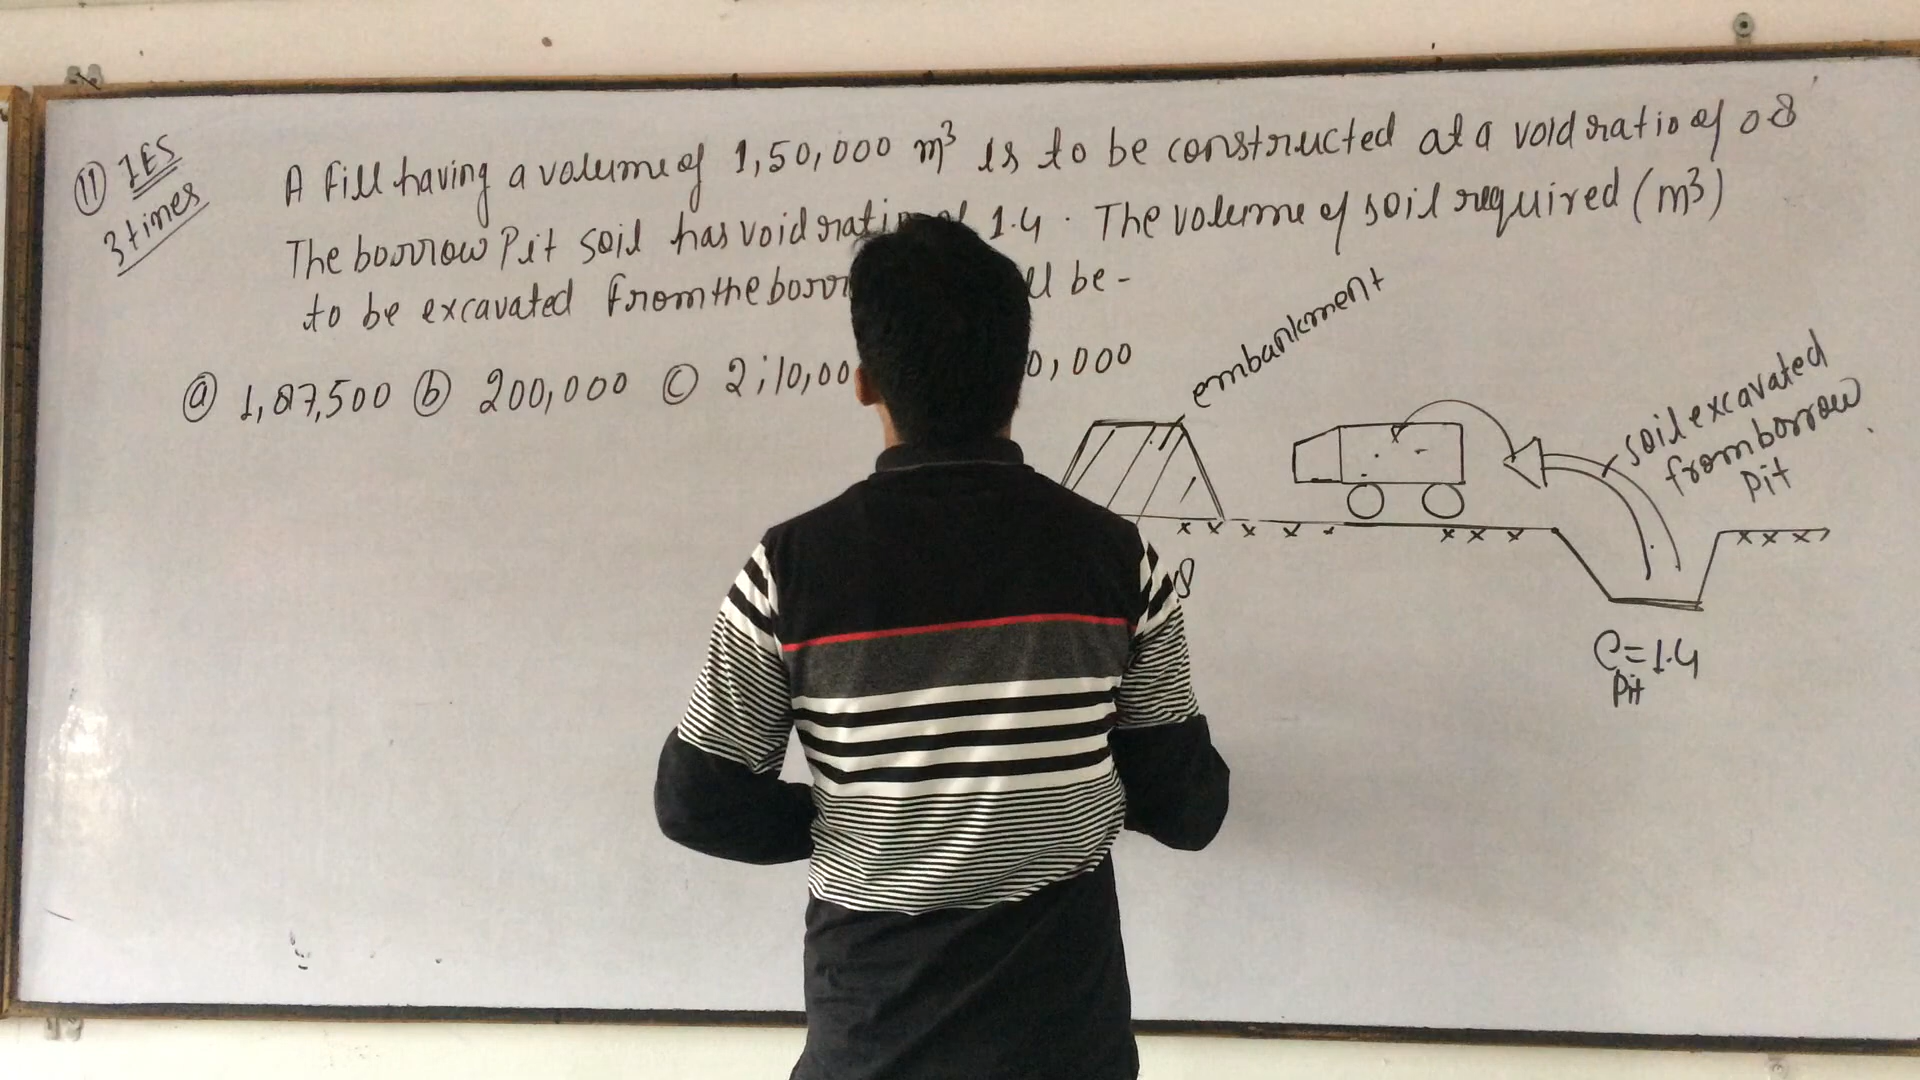 11 IES
3 times
A fill having a volume of 1,50,000 m³ is to be constructed at a void ratio of 0.8
The borrow Pit soil has void ratio of 1.4. The volume of soil required (m³)
to be excavated from the borr be -
ⓐ 1,87,500 ⓑ 200,000 ⓒ 2,10,00 0,000
embankment
soil excavated
from borrow
Pit
.8
e = 1.4
Pit